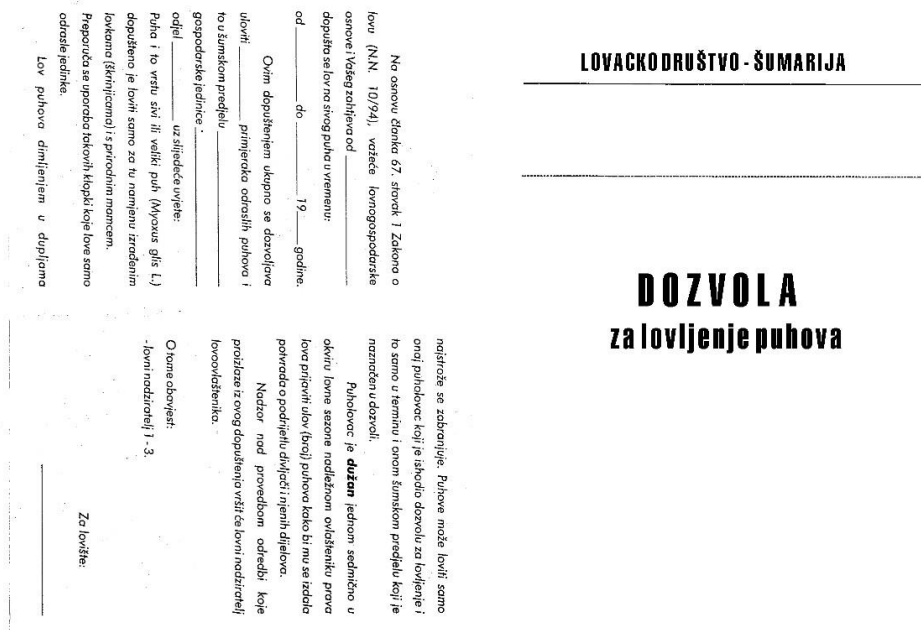 LOVACKO DRUŠTVO - ŠUMARIJA
DOZVOLA
za lovljenje puhova
Na osnovu članka 67. stavak 1 Zakona o
lovu (N.N. 10/94), važeće lovnogospodarske
osnove i Vašeg zahtjeva od
dopušta se lov na sivog puha u vremenu:
od ________ do ________ 19____ godine.
Ovim dopuštenjem ukupno se dozvoljava
uloviti ________ primjeraka odraslih puhova i
to u šumskom predjelu ________
gospodarske jedinice ________
odjel ________ uz slijedeće uvjete:
Puha i to vrstu sivi ili veliki puh (Myoxus glis L.)
dopušteno je loviti samo za tu namjenu izrađenim
lovkama (škrinjicama) i s prirodnim mamcem.
Preporuča se uporaba takovih klopki koje love samo
odrasle jedinke.
Lov puhova dimljenjem u dupljama
najstrože se zabranjuje. Puhove može loviti samo
onaj puholovac koji je ishodio dozvolu za lovljenje i
to samo u terminu i onom šumskom predjelu koji je
naznačen u dozvoli.
Puholovac je dužan jednom sedmično u
okviru lovne sezone nadležnom ovlašteniku prava
lova prijaviti ulov (broj) puhova kako bi mu se izdala
potvrda o podrijetlu divljači i njenih dijelova.
Nadzor nad provedbom odredbi koje
proizlaze iz ovog dopuštenja vršit će lovni nadziratelj
lovoovlaštenika.
O tome obavjest:
- lovni nadziratelj 1 - 3.
Za lovište: